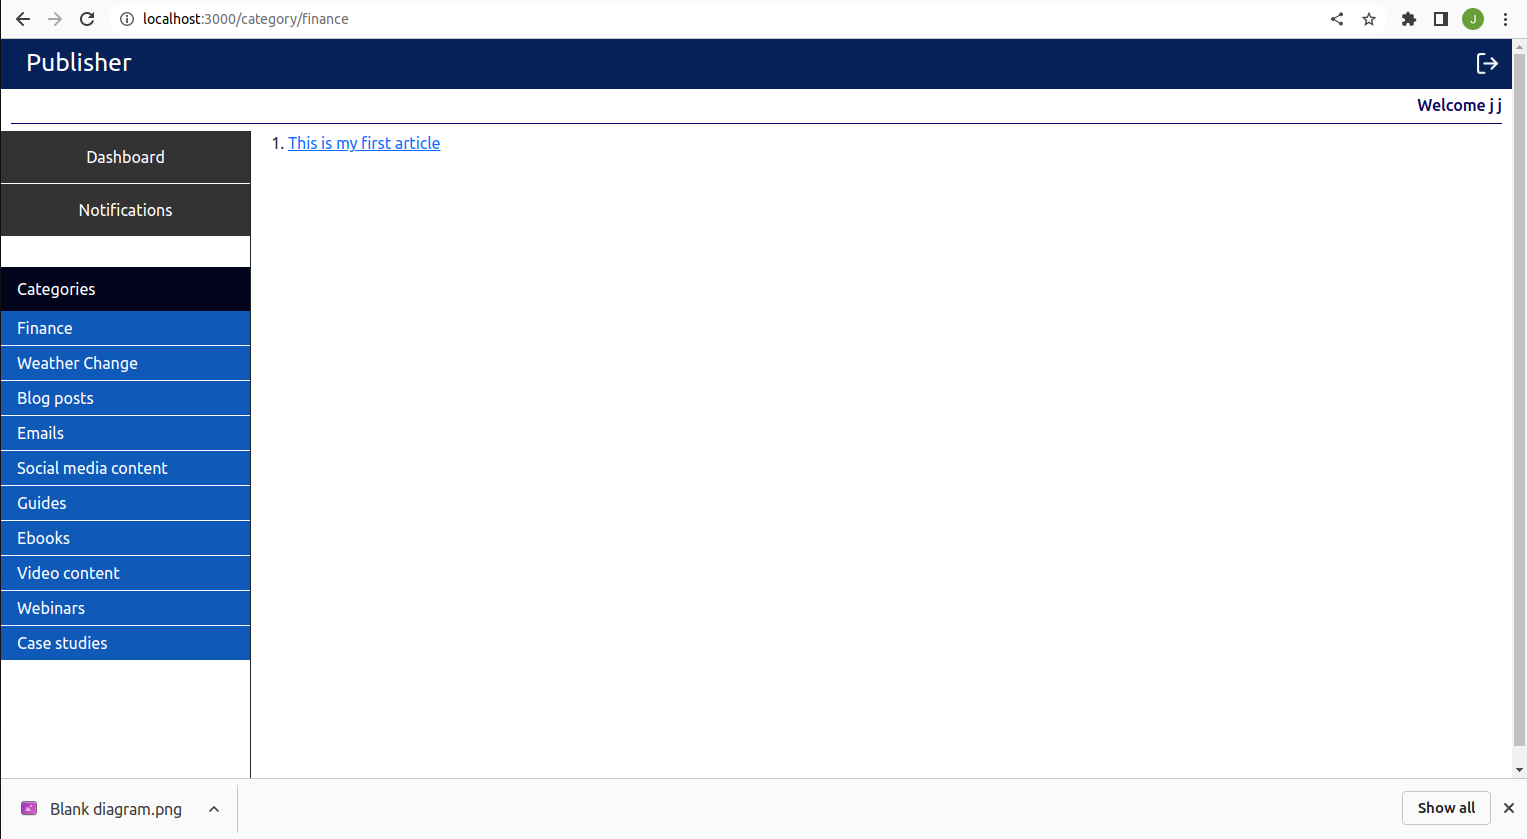 localhost:3000/category/finance
J
Publisher
Welcome j j
Dashboard
1. This is my first article
Notifications
Categories
Finance
Weather Change
Blog posts
Emails
Social media content
Guides
Ebooks
Video content
Webinars
Case studies
Blank diagram.png
Show all